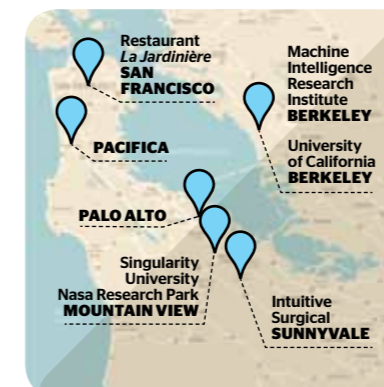 Restaurant
La Jardinière
SAN
FRANCISCO
PACIFICA
PALO ALTO
Singularity
University
Nasa Research Park
MOUNTAIN VIEW
Machine
Intelligence
Research
Institute
BERKELEY
University
of California
BERKELEY
Intuitive
Surgical
SUNNYVALE